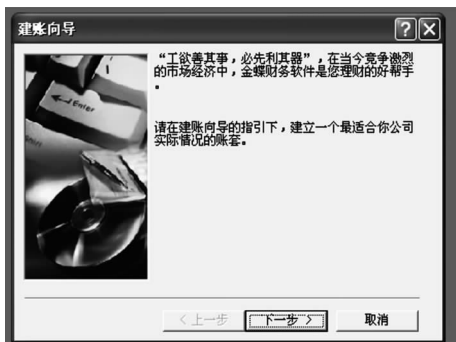 建账向导
“工欲善其事，必先利其器”，在当今竞争激烈
的市场经济中，金蝶财务软件是您理财的好帮手
。
请在建账向导的指引下，建立一个最适合你公司
实际情况的账套。
Enter
<上一步
下一步 >
取消